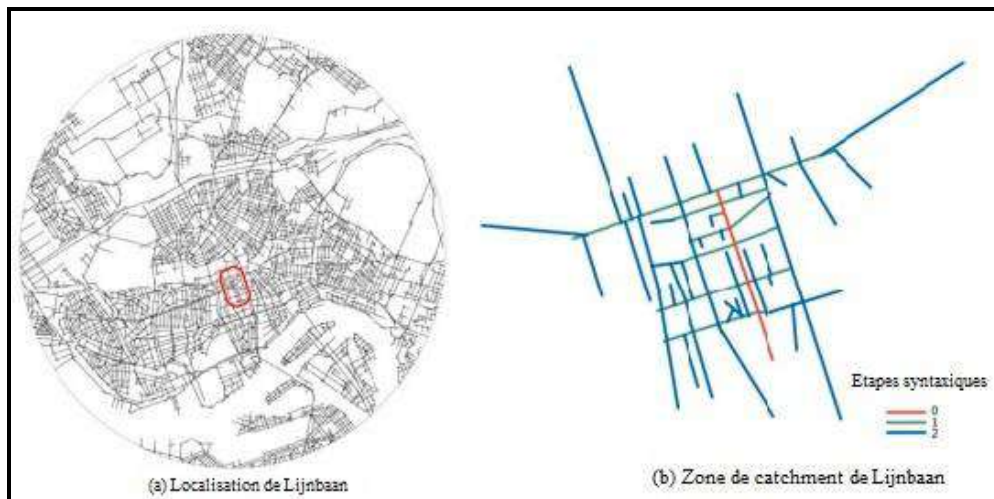 Etapes syntaxiques
0
1
2
(a) Localisation de Lijnbaan
(b) Zone de catchment de Lijnbaan